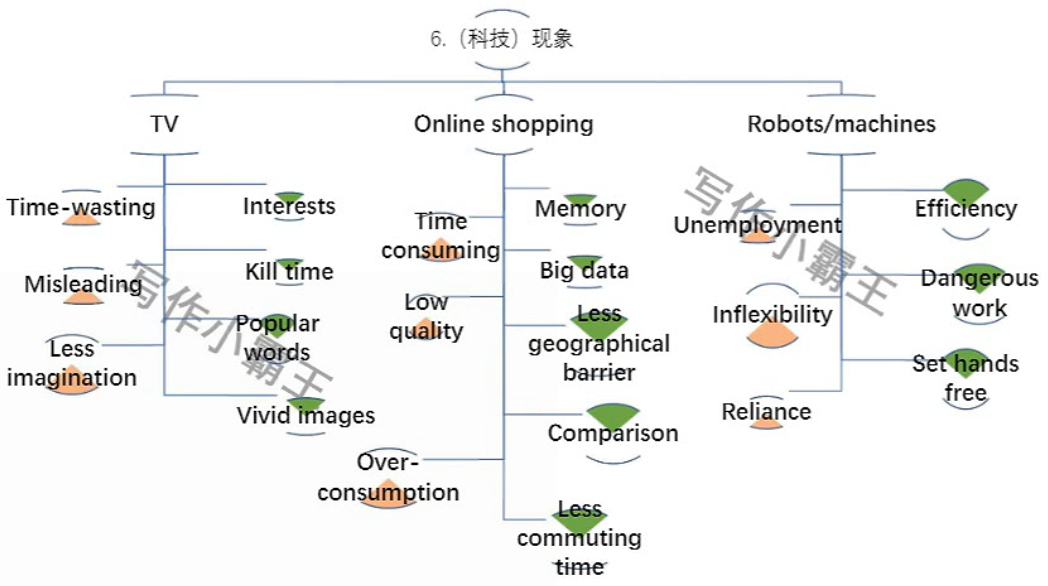 6.（科技）现象
TV
Online shopping
Robots/machines
Time-wasting
Misleading
Less
imagination
Interests
Kill time
Popular
words
Vivid images
Time
consuming
Low
quality
Over-
consumption
Memory
Big data
Less
geographical
barrier
Comparison
Less
commuting
time
Unemployment
Inflexibility
Reliance
Efficiency
Dangerous
work
Set hands
free
写作小霸王
写作小霸王